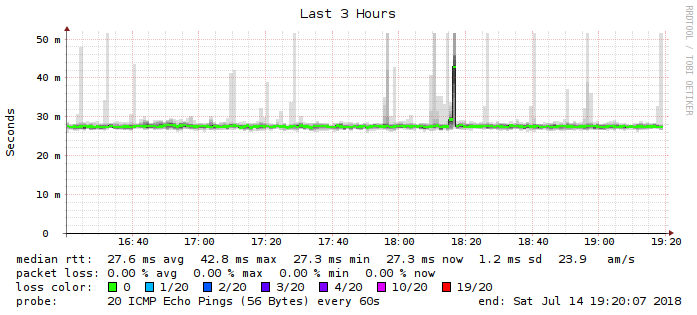 Last 3 Hours
RRDTOOL / TOBI OETIKER
Seconds
50 m
40 m
30 m
20 m
10 m
0
16:40 17:00 17:20 17:40 18:00 18:20 18:40 19:00 19:20
median rtt: 27.6 ms avg 42.8 ms max 27.3 ms min 27.3 ms now 1.2 ms sd 23.9 am/s
packet loss: 0.00 % avg 0.00 % max 0.00 % min 0.00 % now
loss color: 0 1/20 2/20 3/20 4/20 10/20 19/20
probe: 20 ICMP Echo Pings (56 Bytes) every 60s end: Sat Jul 14 19:20:07 2018